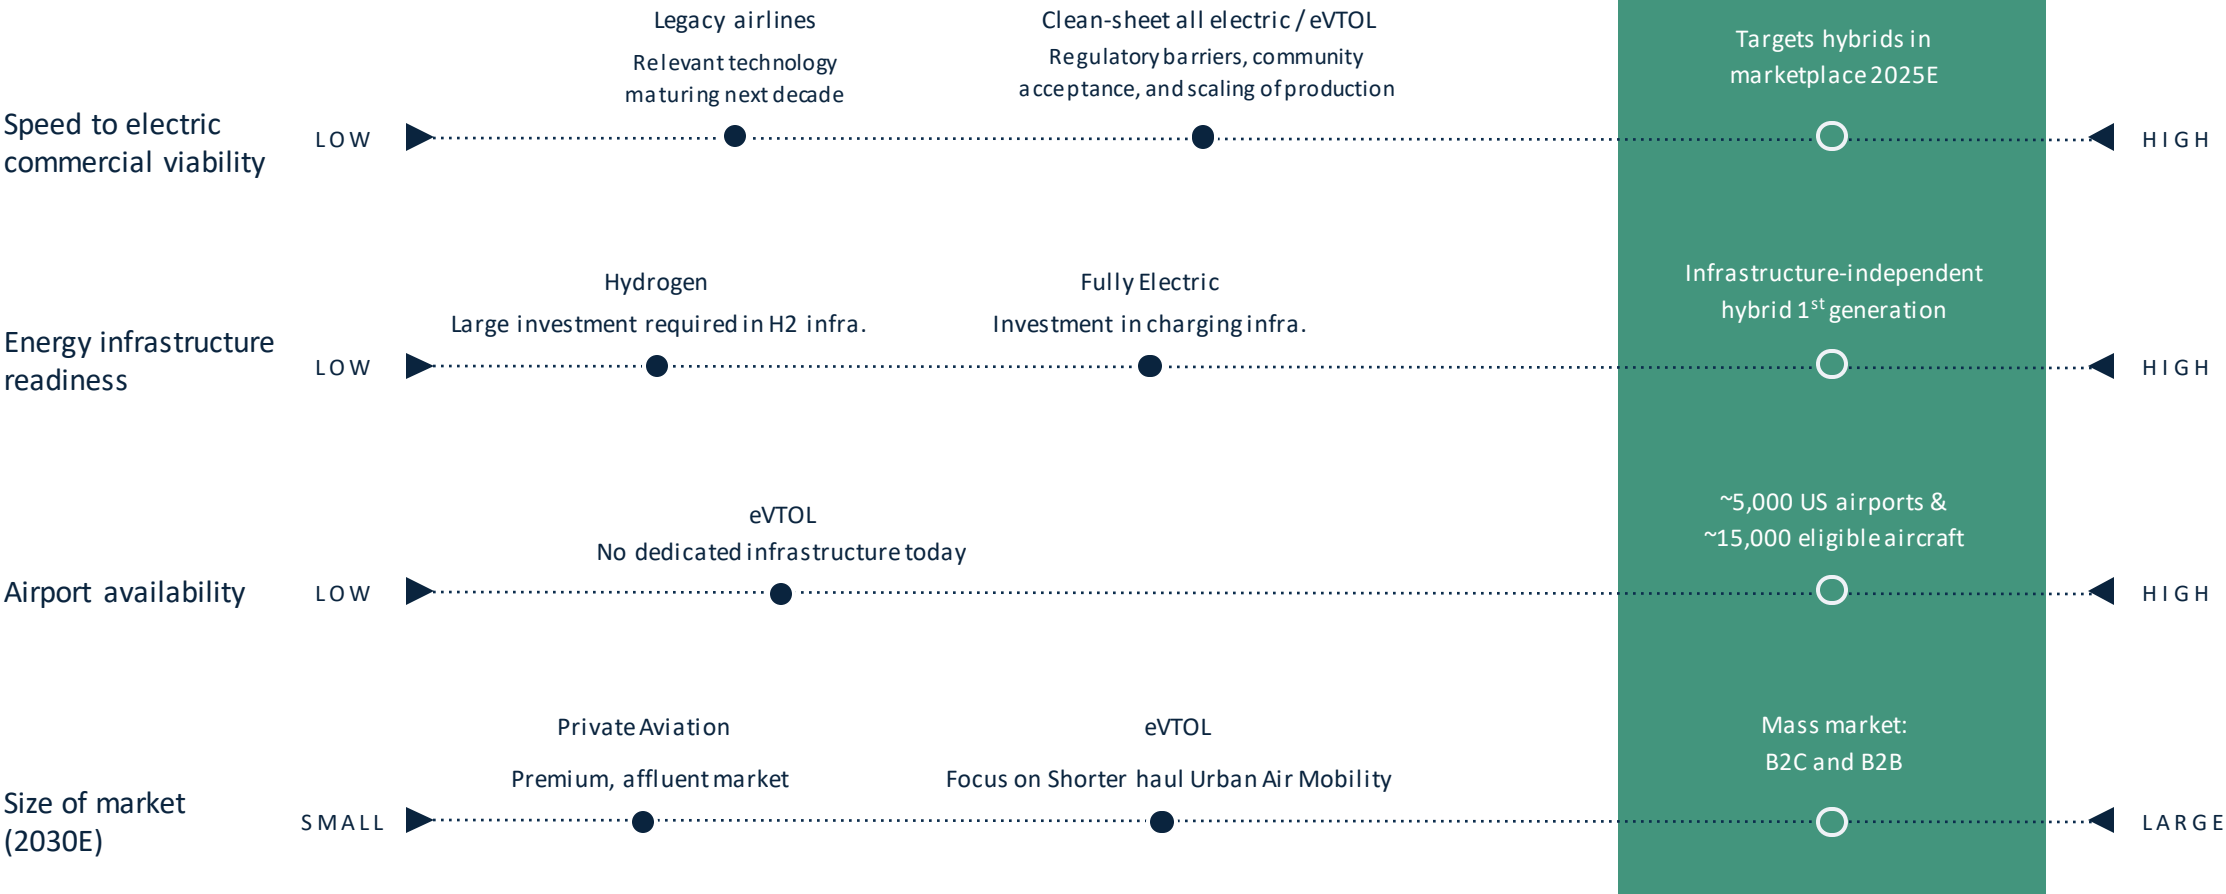 Legacy airlines
Relevant technology
maturing next decade
Clean-sheet all electric / eVTOL
Regulatory barriers, community
acceptance, and scaling of production
Targets hybrids in
marketplace 2025E
Speed to electric
commercial viability
LOW
HIGH
Hydrogen
Large investment required in H2 infra.
Fully Electric
Investment in charging infra.
Infrastructure-independent
hybrid 1st generation
Energy infrastructure
readiness
LOW
HIGH
eVTOL
No dedicated infrastructure today
~5,000 US airports &
~15,000 eligible aircraft
Airport availability
LOW
HIGH
Private Aviation
Premium, affluent market
eVTOL
Focus on Shorter haul Urban Air Mobility
Mass market:
B2C and B2B
Size of market
(2030E)
SMALL
LARGE